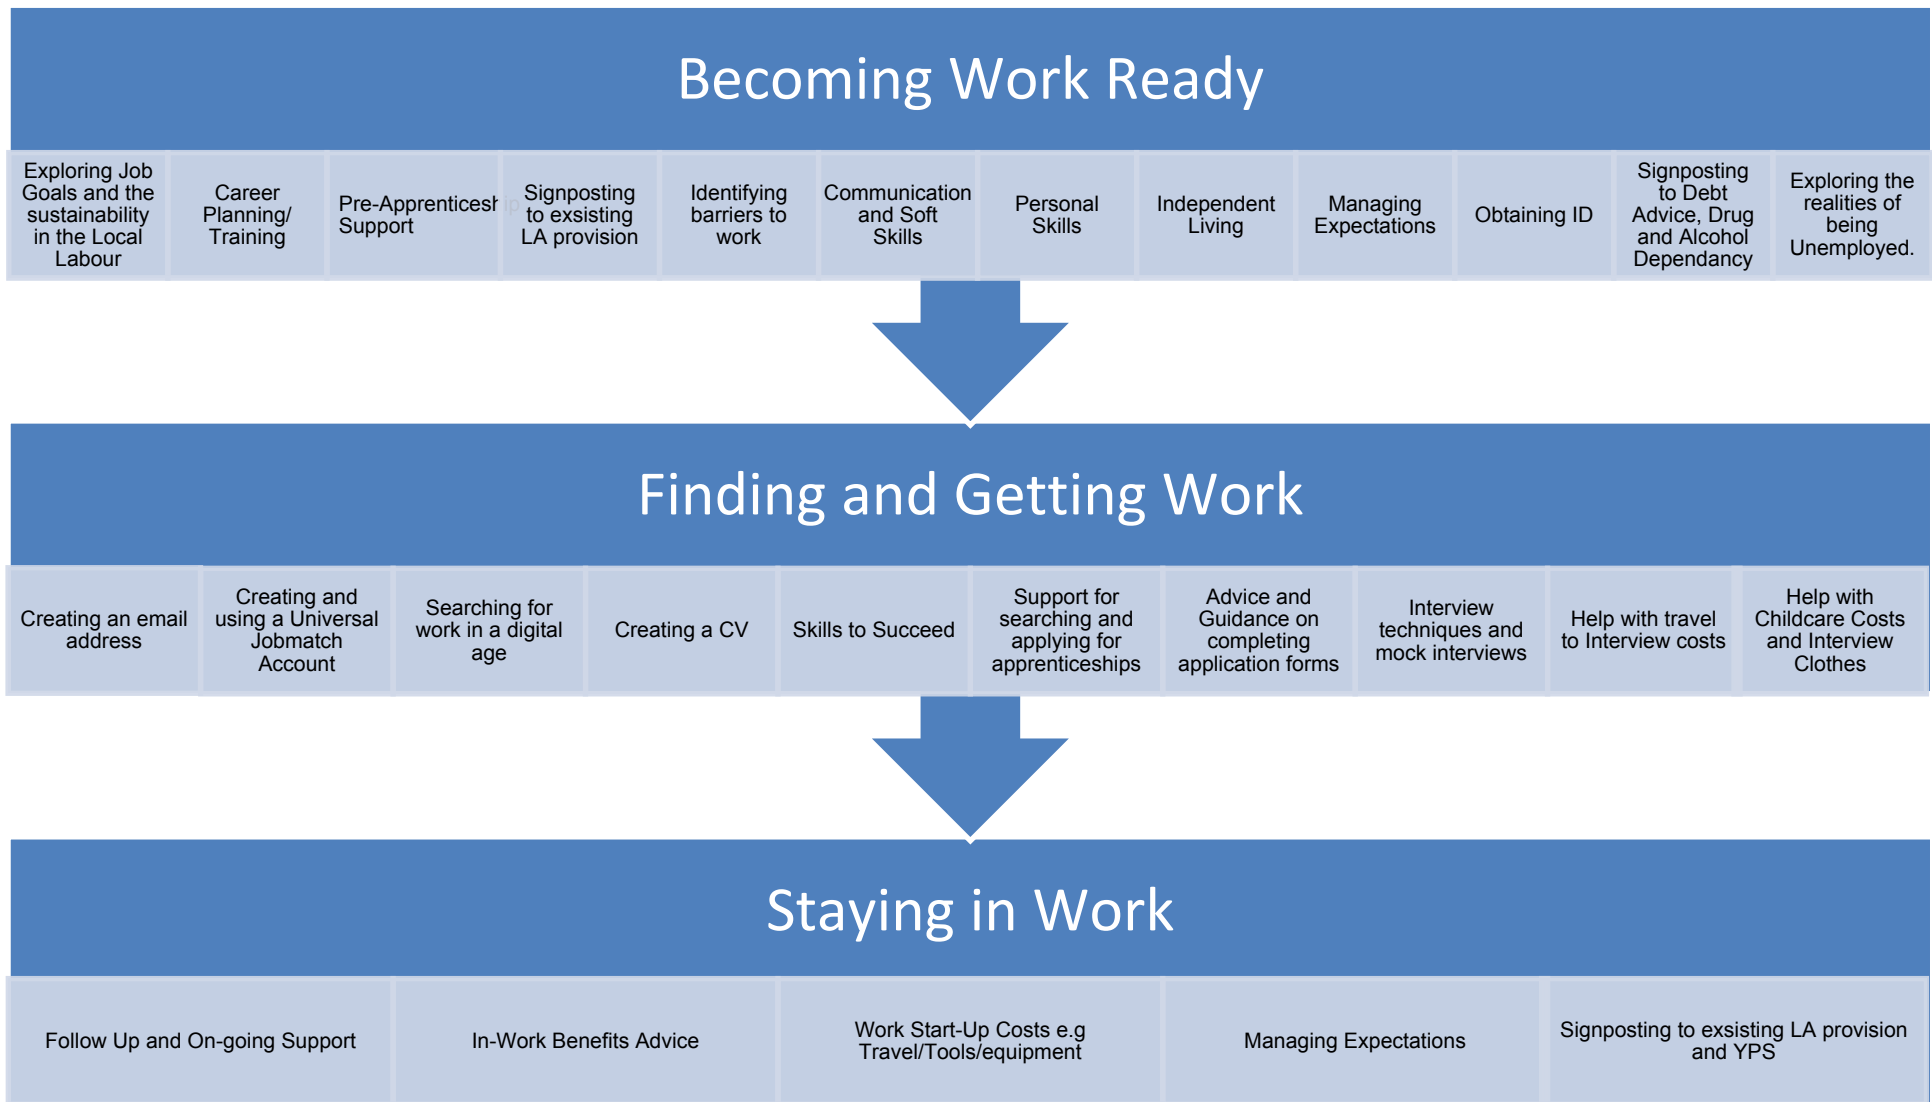 Becoming Work Ready
Exploring Job
Goals and the
sustainability
in the Local
Labour
Career
Planning/
Training
Pre-Apprenticeship
Support
Signposting
to exsisting
LA provision
Identifying
barriers to
work
Communication
and Soft
Skills
Personal
Skills
Independent
Living
Managing
Expectations
Obtaining ID
Signposting
to Debt
Advice, Drug
and Alcohol
Dependancy
Exploring the
realities of
being
Unemployed.
Finding and Getting Work
Creating an email
address
Creating and
using a Universal
Jobmatch
Account
Searching for
work in a digital
age
Creating a CV
Skills to Succeed
Support for
searching and
applying for
apprenticeships
Advice and
Guidance on
completing
application forms
Interview
techniques and
mock interviews
Help with travel
to Interview costs
Help with
Childcare Costs
and Interview
Clothes
Staying in Work
Follow Up and On-going Support
In-Work Benefits Advice
Work Start-Up Costs e.g
Travel/Tools/equipment
Managing Expectations
Signposting to exsisting LA provision
and YPS